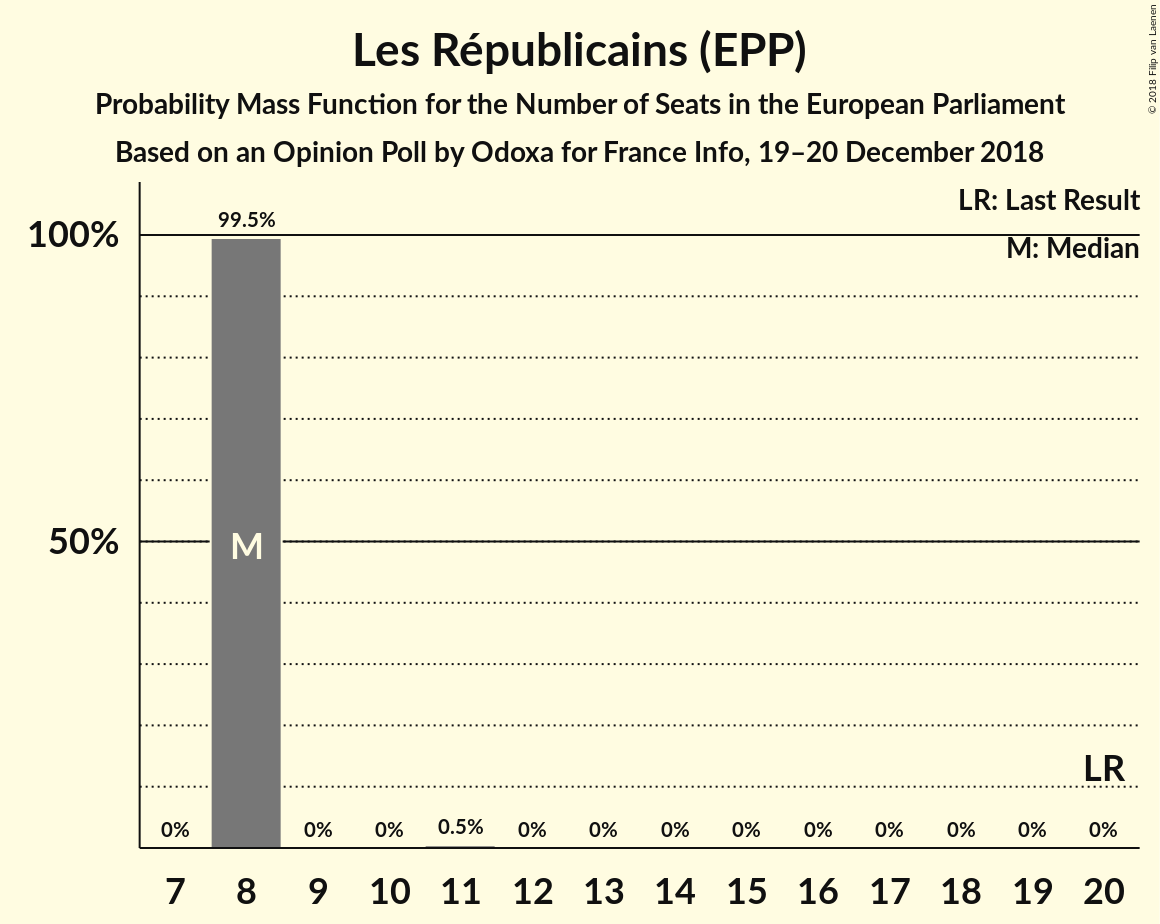 Les Républicains (EPP)
Probability Mass Function for the Number of Seats in the European Parliament
Based on an Opinion Poll by Odoxa for France Info, 19–20 December 2018
© 2018 Filip van Laenen
LR: Last Result
M: Median
99.5%
100%
50%
M
LR
0% 0% 0% 0.5% 0% 0% 0% 0% 0% 0% 0% 0% 0%
7 8 9 10 11 12 13 14 15 16 17 18 19 20